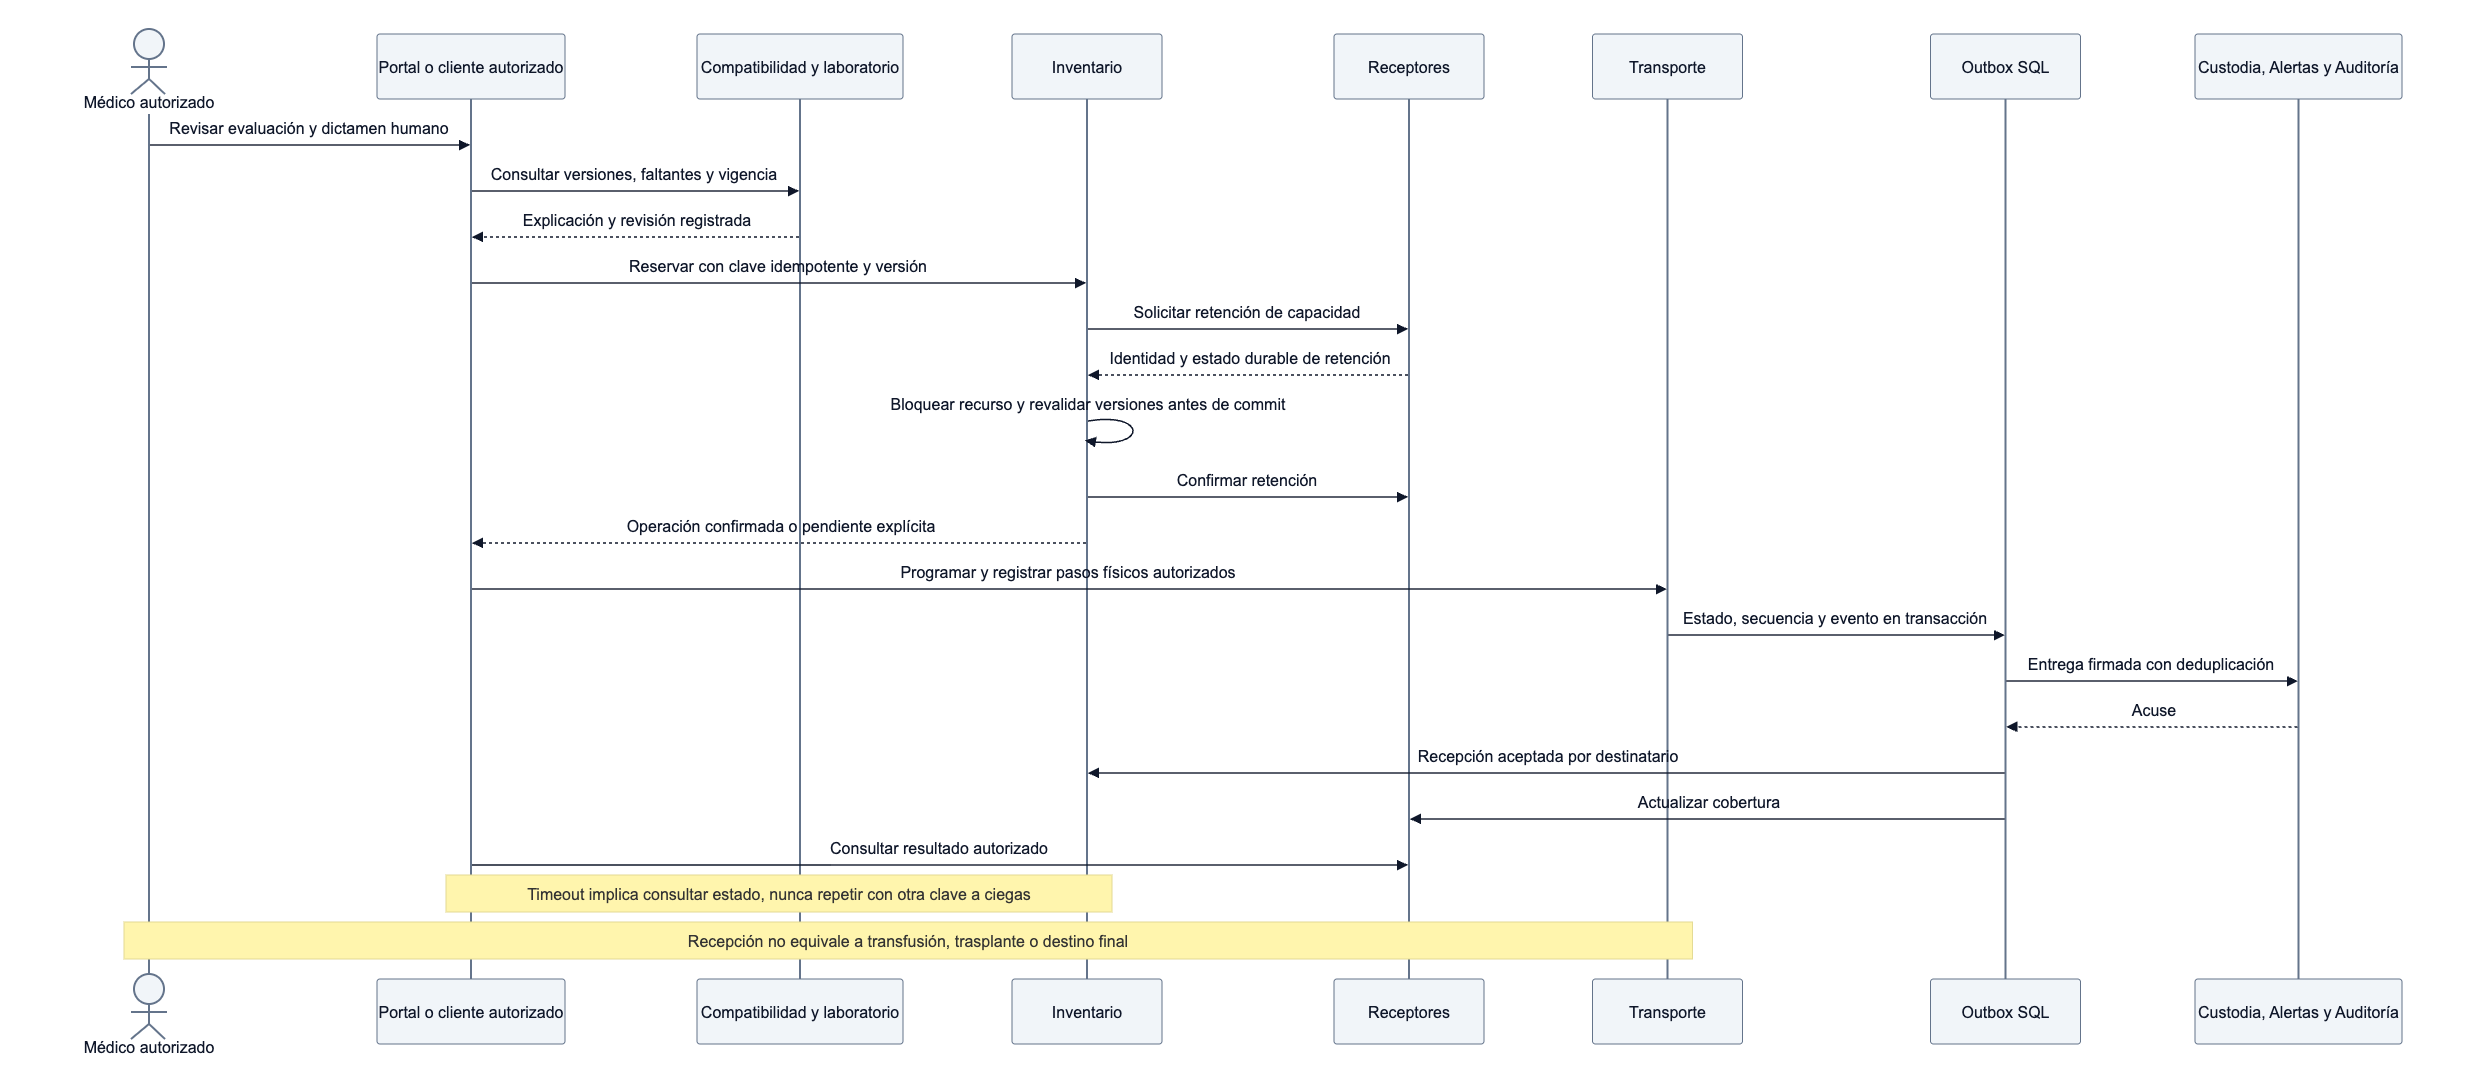 Médico autorizado
Portal o cliente autorizado
Compatibilidad y laboratorio
Inventario
Receptores
Transporte
Outbox SQL
Custodia, Alertas y Auditoría
Revisar evaluación y dictamen humano
Consultar versiones, faltantes y vigencia
Explicación y revisión registrada
Reservar con clave idempotente y versión
Solicitar retención de capacidad
Identidad y estado durable de retención
Bloquear recurso y revalidar versiones antes de commit
Confirmar retención
Operación confirmada o pendiente explícita
Programar y registrar pasos físicos autorizados
Estado, secuencia y evento en transacción
Entrega firmada con deduplicación
Acuse
Recepción aceptada por destinatario
Actualizar cobertura
Consultar resultado autorizado
Timeout implica consultar estado, nunca repetir con otra clave a ciegas
Recepción no equivale a transfusión, trasplante o destino final
Médico autorizado
Portal o cliente autorizado
Compatibilidad y laboratorio
Inventario
Receptores
Transporte
Outbox SQL
Custodia, Alertas y Auditoría